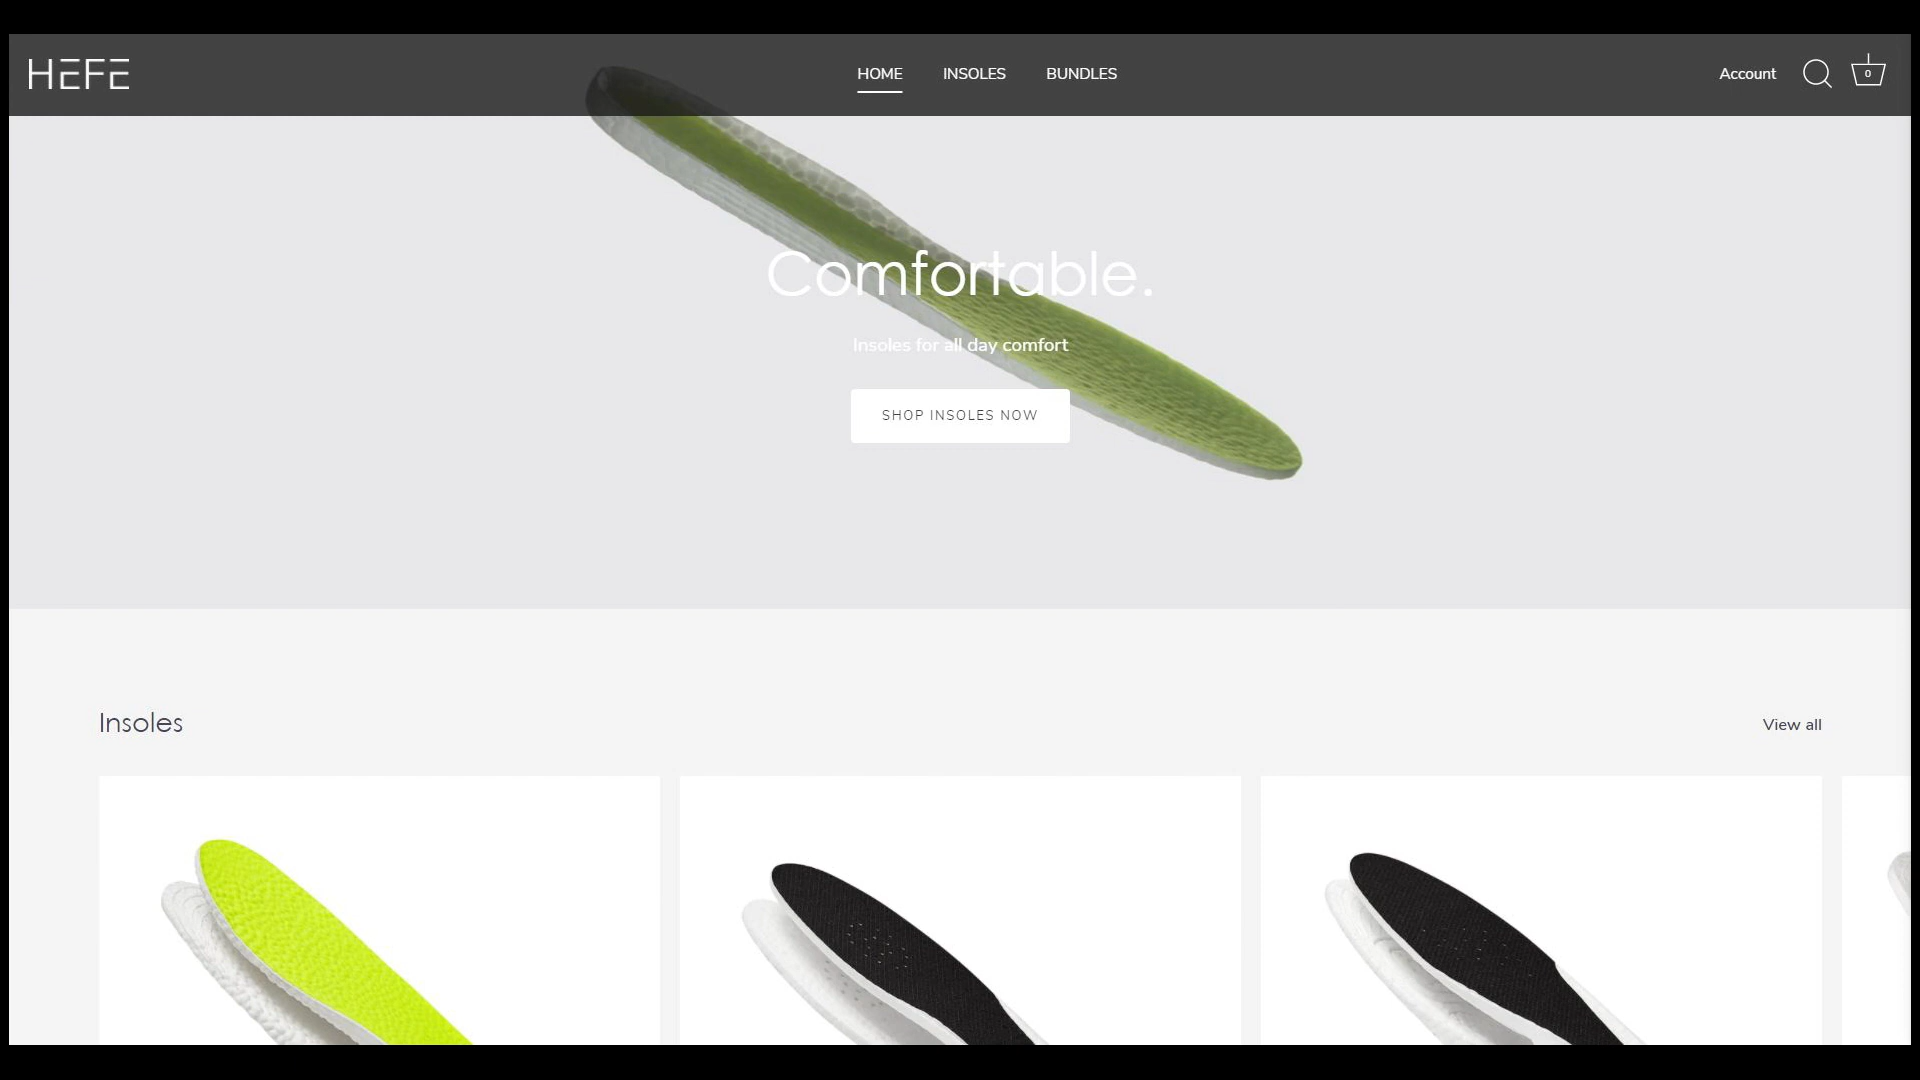 HEFE
HOME INSOLES BUNDLES
Account
0
Comfortable.
Insoles for all day comfort
SHOP INSOLES NOW
Insoles
View all